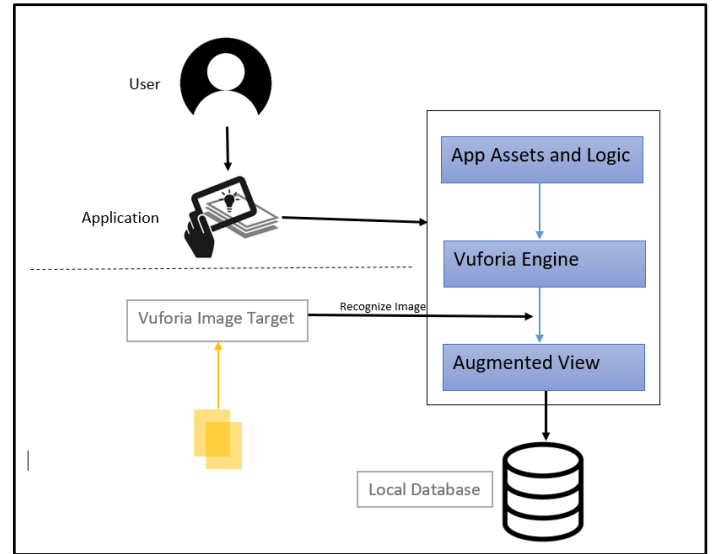 User
App Assets and Logic
Application
Vuforia Engine
Recognize Image
Vuforia Image Target
Augmented View
Local Database